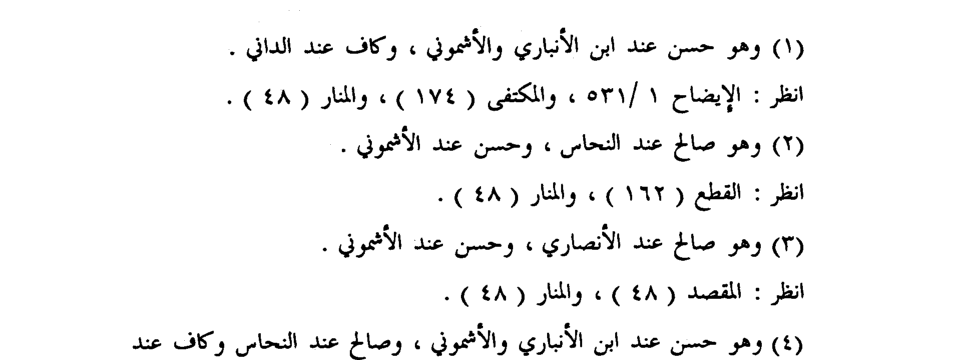 (١) وهو حسن عند ابن الأنباري والأشموني ، وكاف عند الداني .
انظر : الإيضاح ١ /٥٣١ ، والمكتفى ( ١٧٤ ) ، والمنار ( ٤٨ ) .
(٢) وهو صالح عند النحاس ، وحسن عند الأشموني .
انظر : القطع ( ١٦٢ ) ، والمنار ( ٤٨ ) .
(٣) وهو صالح عند الأنصاري ، وحسن عند الأشموني .
انظر : المقصد ( ٤٨ ) ، والمنار ( ٤٨ ) .
(٤) وهو حسن عند ابن الأنباري والأشموني ، وصالح عند النحاس وكاف عند